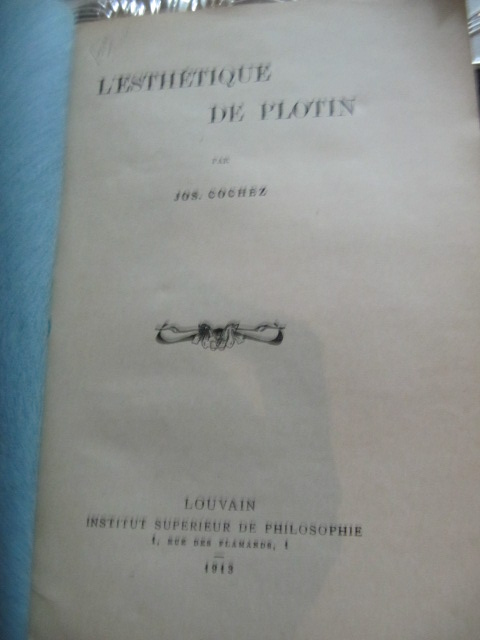 L'ESTHÉTIQUE
DE PLOTIN
PAR
JOS. COCHEZ
LOUVAIN
INSTITUT SUPÉRIEUR DE PHILOSOPHIE
1, RUE DES FLAMANDS, 1
1913